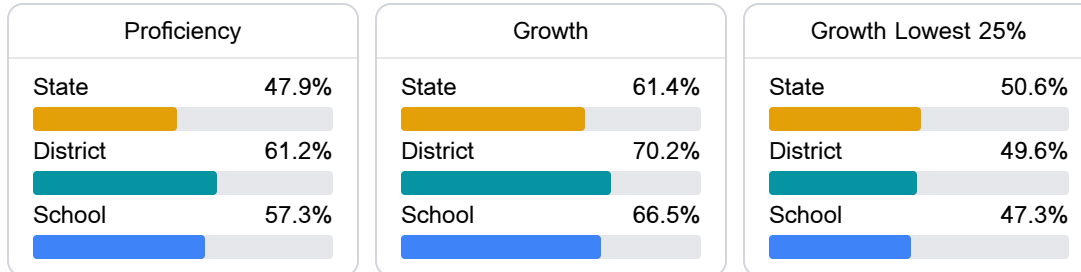 Proficiency
State 47.9%
District 61.2%
School 57.3%
Growth
State 61.4%
District 70.2%
School 66.5%
Growth Lowest 25%
State 50.6%
District 49.6%
School 47.3%